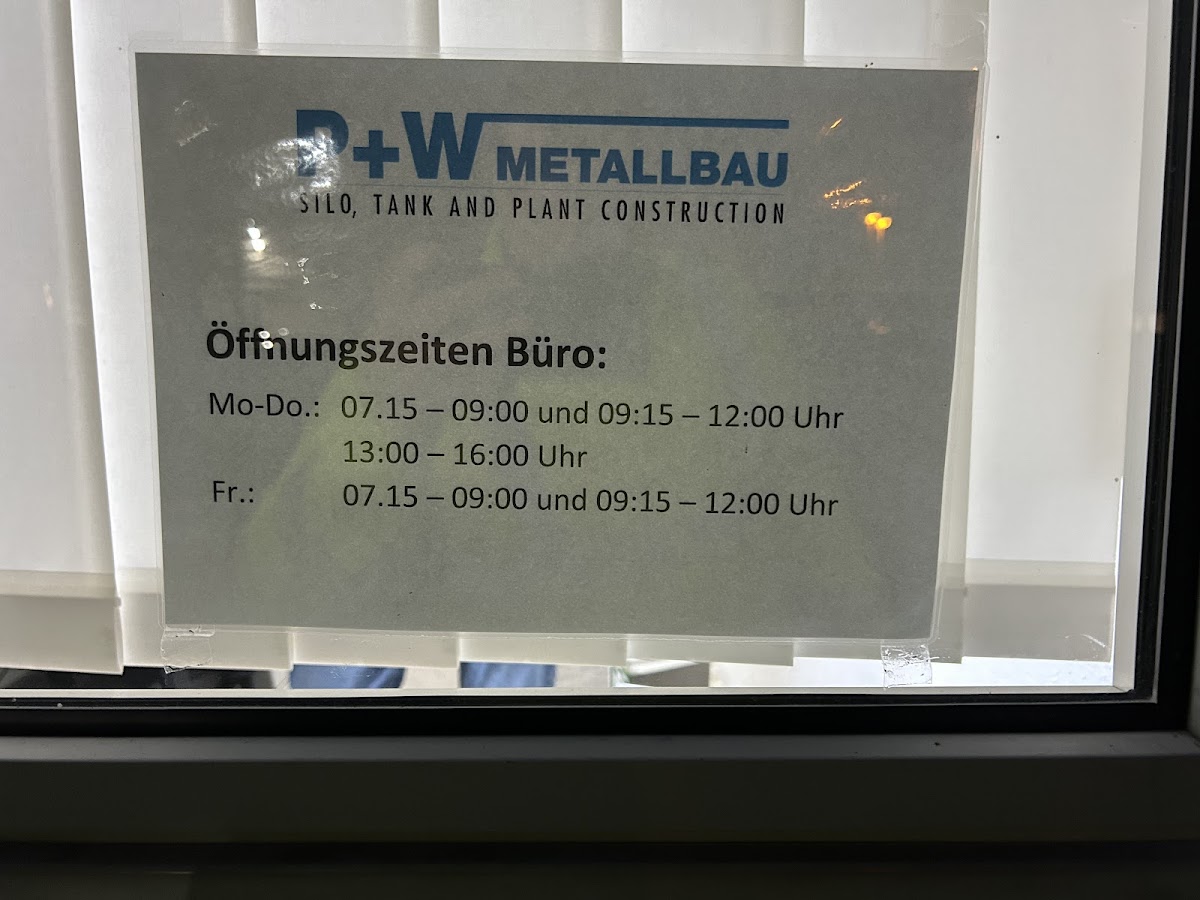 P+W METALLBAU
SILO, TANK AND PLANT CONSTRUCTION
Öffnungszeiten Büro:
Mo-Do.: 07.15 – 09:00 und 09:15 – 12:00 Uhr
13:00 – 16:00 Uhr
Fr.: 07.15 – 09:00 und 09:15 – 12:00 Uhr